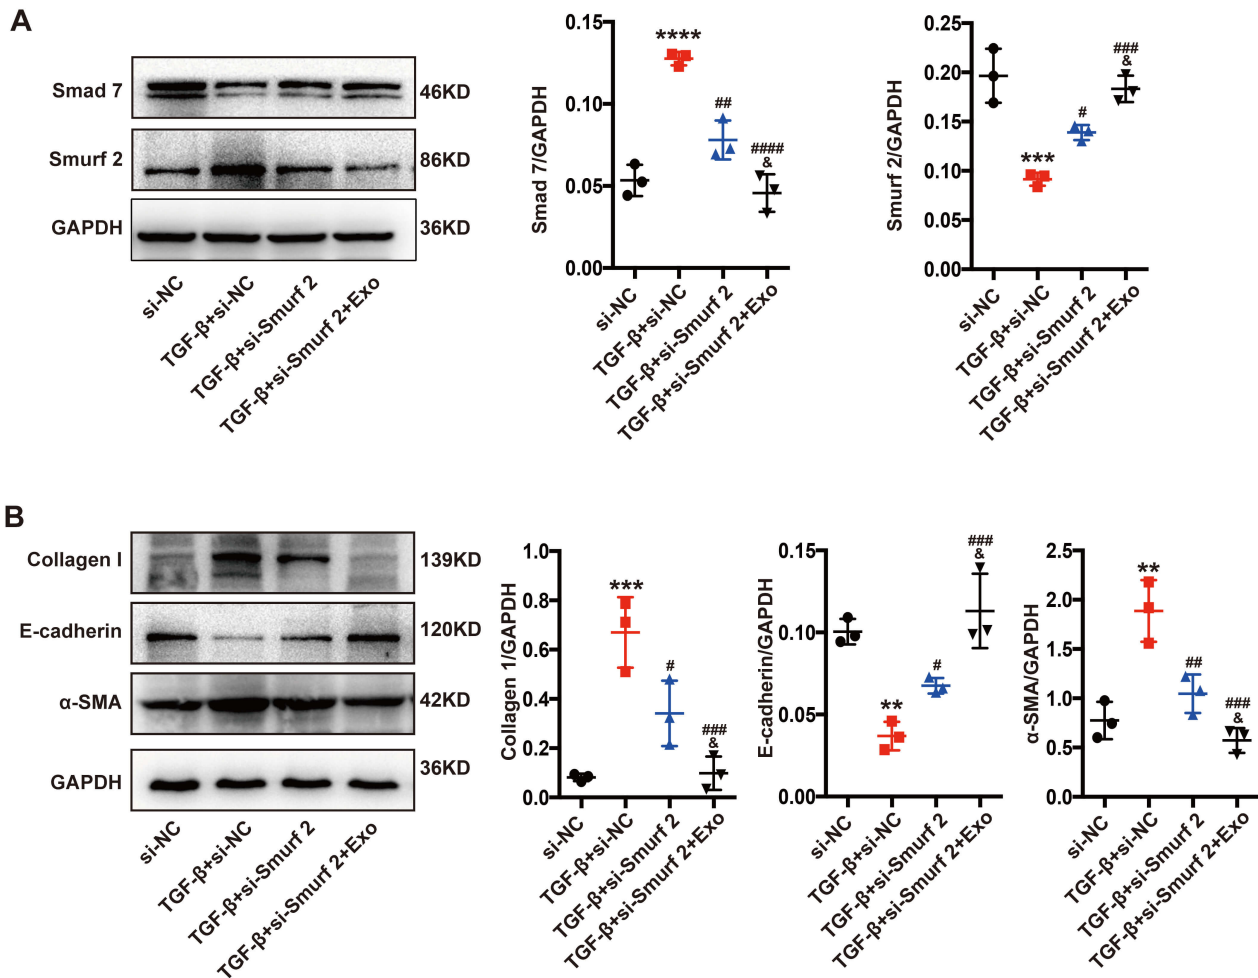 A
Smad 7
46KD
Smurf 2
86KD
GAPDH
36KD
si-NC
TGF-β+si-NC
TGF-β+si-Smurf 2
TGF-β+si-Smurf 2+Exo
Smad 7/GAPDH
0.15
0.10
0.05
0.00
****
##
####
&
si-NC
TGF-β+si-NC
TGF-β+si-Smurf 2
TGF-β+si-Smurf 2+Exo
Smurf 2/GAPDH
0.25
0.20
0.15
0.10
0.05
0.00
***
#
###
&
si-NC
TGF-β+si-NC
TGF-β+si-Smurf 2
TGF-β+si-Smurf 2+Exo
B
Collagen I
139KD
E-cadherin
120KD
α-SMA
42KD
GAPDH
36KD
si-NC
TGF-β+si-NC
TGF-β+si-Smurf 2
TGF-β+si-Smurf 2+Exo
Collagen 1/GAPDH
1.0
0.8
0.6
0.4
0.2
0.0
***
#
###
&
si-NC
TGF-β+si-NC
TGF-β+si-Smurf 2
TGF-β+si-Smurf 2+Exo
E-cadherin/GAPDH
0.15
0.10
0.05
0.00
**
#
###
&
si-NC
TGF-β+si-NC
TGF-β+si-Smurf 2
TGF-β+si-Smurf 2+Exo
α-SMA/GAPDH
2.5
2.0
1.5
1.0
0.5
0.0
**
##
###
&
si-NC
TGF-β+si-NC
TGF-β+si-Smurf 2
TGF-β+si-Smurf 2+Exo